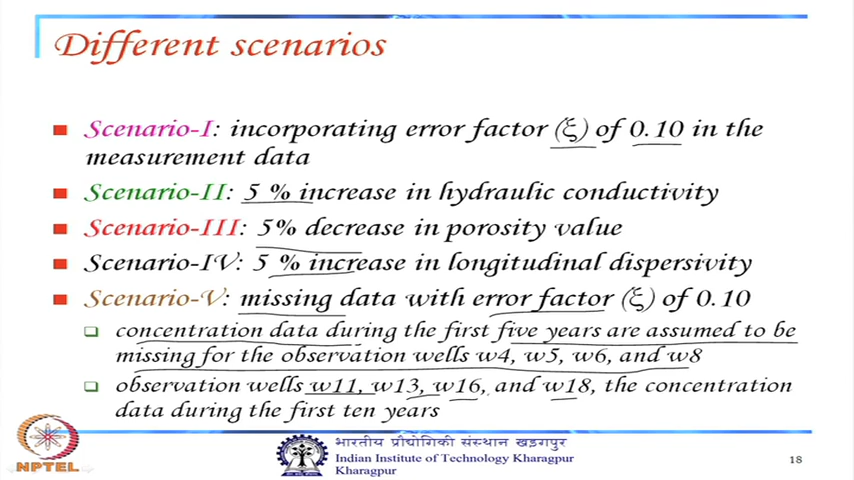 Different scenarios
Scenario-I: incorporating error factor (ξ) of 0.10 in the
measurement data
Scenario-II: 5 % increase in hydraulic conductivity
Scenario-III: 5% decrease in porosity value
Scenario-IV: 5 % increase in longitudinal dispersivity
Scenario-V: missing data with error factor (ξ) of 0.10
concentration data during the first five years are assumed to be
missing for the observation wells w4, w5, w6, and w8
observation wells w11, w13, w16, and w18, the concentration
data during the first ten years
NPTEL
भारतीय प्रौद्योगिकी संस्थान खड़गपुर
Indian Institute of Technology Kharagpur
Kharagpur
18